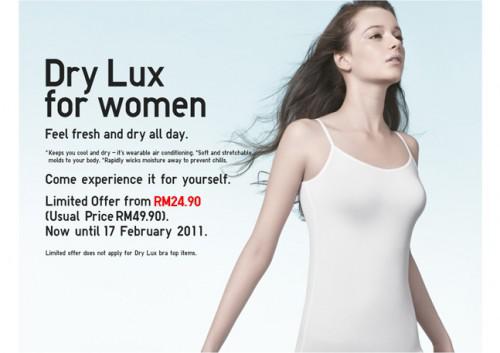 Dry Lux
for women
Feel fresh and dry all day.
*Keeps you cool and dry – it's wearable air conditioning. *Soft and stretchable,
molds to your body. *Rapidly wicks moisture away to prevent chills.
Come experience it for yourself.
Limited Offer from RM24.90
(Usual Price RM49.90).
Now until 17 February 2011.
Limited offer does not apply for Dry Lux bra top items.